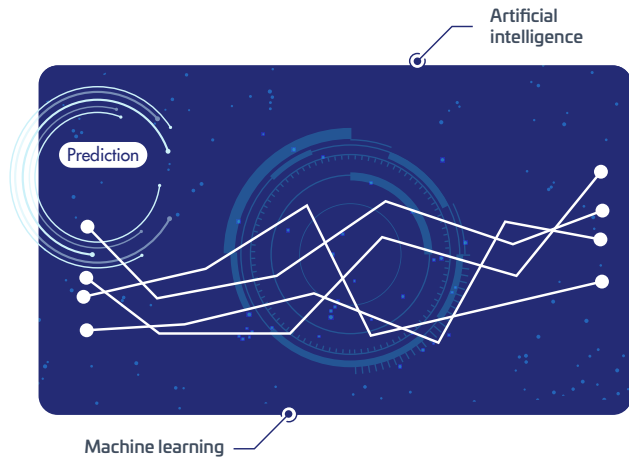 Artificial
intelligence
Prediction
Machine learning